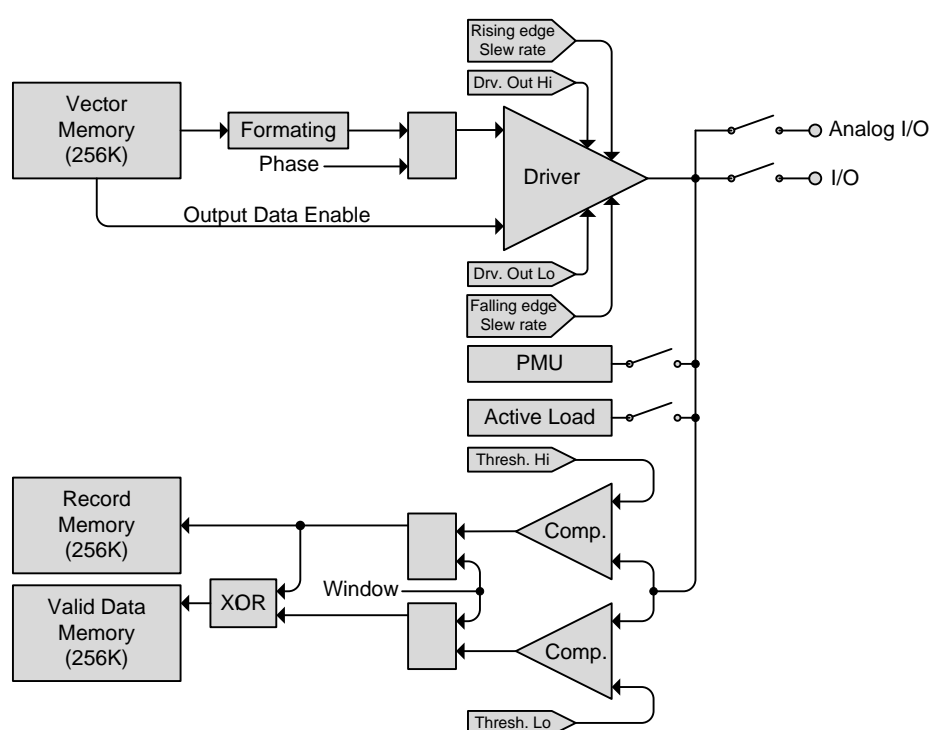 Rising edge
Slew rate
Drv. Out Hi
Vector
Memory
(256K)
Formating
Phase
Driver
Analog I/O
I/O
Output Data Enable
Drv. Out Lo
Falling edge
Slew rate
PMU
Active Load
Thresh. Hi
Record
Memory
(256K)
Comp.
Window
XOR
Valid Data
Memory
(256K)
Comp.
Thresh. Lo